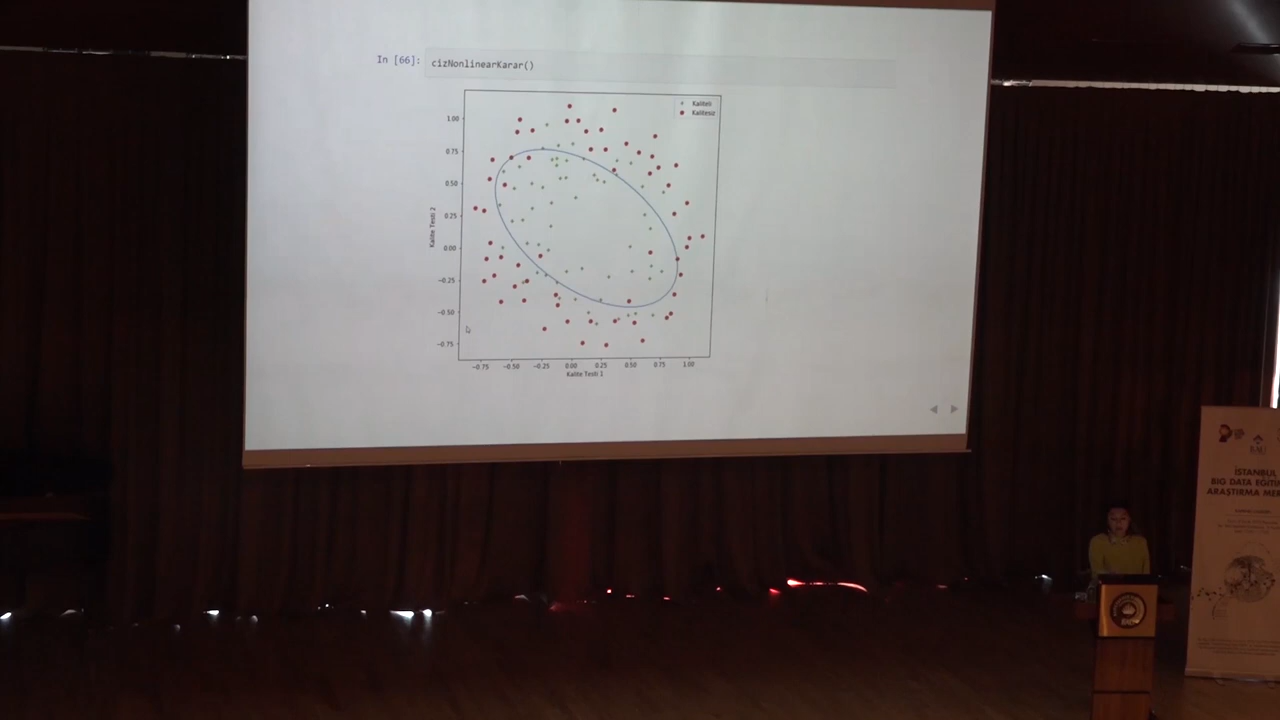 In [66]: cizNonlinearKarar()
Kaliteli
Kalitesiz
1.00
0.75
0.50
0.25
0.00
−0.25
−0.50
−0.75
Kalite Testi 2
−0.75 −0.50 −0.25 0.00 0.25 0.50 0.75 1.00
Kalite Testi 1
BAU
İSTANBUL
BIG DATA EĞİT
ARAŞTIRMA MER